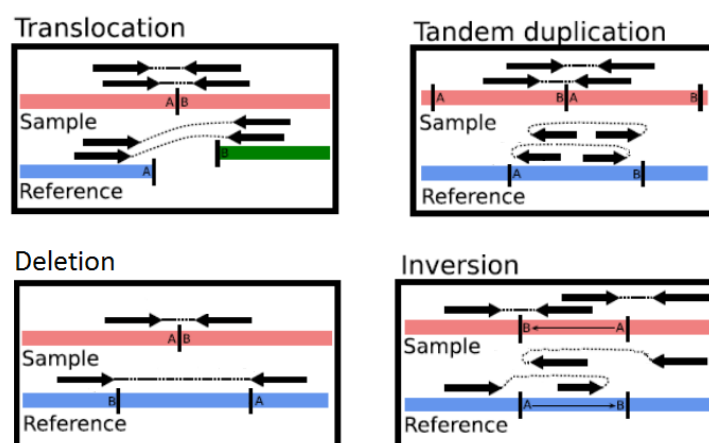 Translocation
A B
Sample
A
B
Reference
Tandem duplication
A B A B
Sample
A B
Reference
Deletion
A B
Sample
B A
Reference
Inversion
B A
Sample
A B
Reference